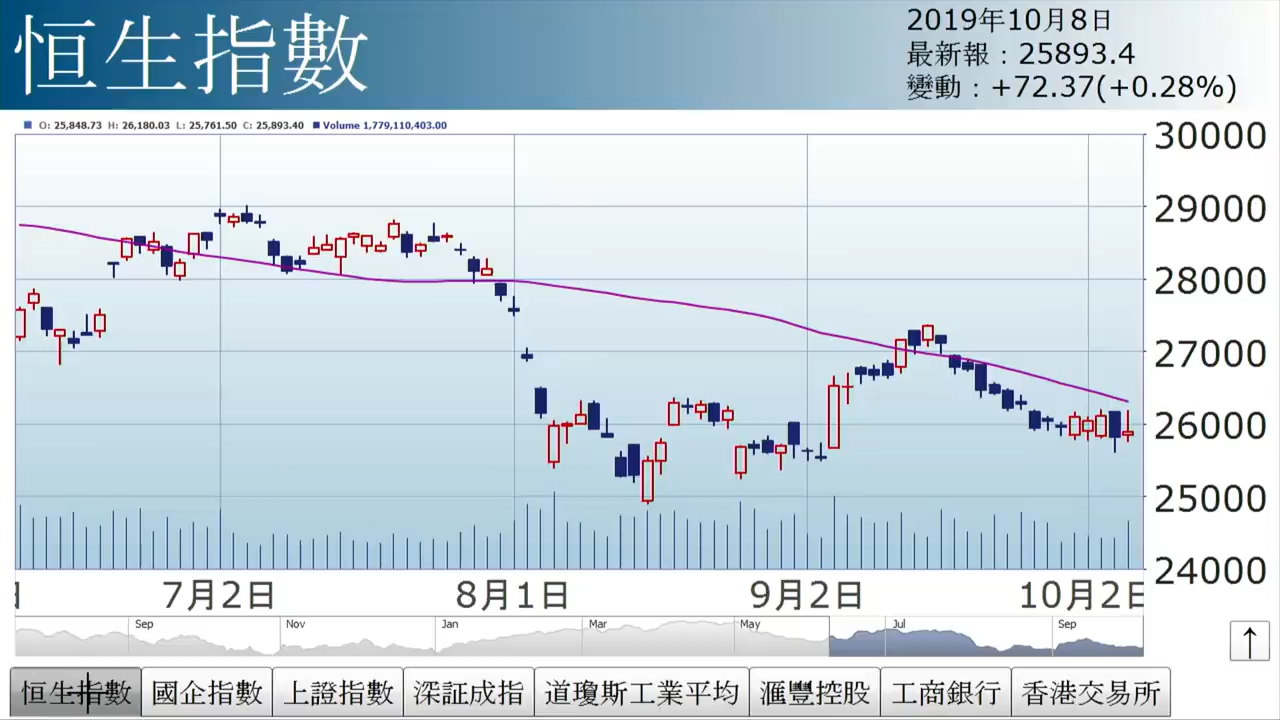 恒生指數
2019年10月8日
最新報：25893.4
變動：+72.37(+0.28%)
O: 25,848.73 H: 26,180.03 L: 25,761.50 C: 25,893.40 Volume 1,779,110,403.00
30000
29000
28000
27000
26000
25000
24000
7月2日 8月1日 9月2日 10月2日
Sep Nov Jan Mar May Jul Sep
↑
恒生指數 國企指數 上證指數 深証成指 道瓊斯工業平均 滙豐控股 工商銀行 香港交易所